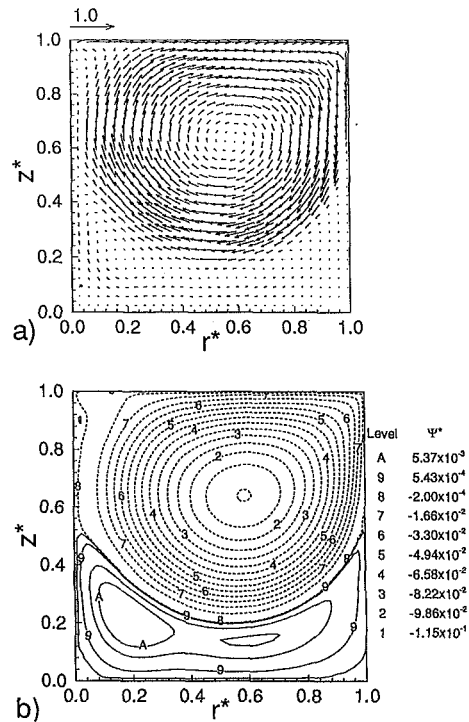 1.0
1.0
0.8
0.6
z*
0.4
0.2
0.0
0.0 0.2 0.4 0.6 0.8 1.0
a)
r*
1.0
0.8
0.6
z*
0.4
0.2
0.0
0.0 0.2 0.4 0.6 0.8 1.0
b)
r*
Level Ψ*
A 5.37x10⁻³
9 5.43x10⁻⁴
8 -2.00x10⁻⁴
7 -1.66x10⁻²
6 -3.30x10⁻²
5 -4.94x10⁻²
4 -6.58x10⁻²
3 -8.22x10⁻²
2 -9.86x10⁻²
1 -1.15x10⁻¹